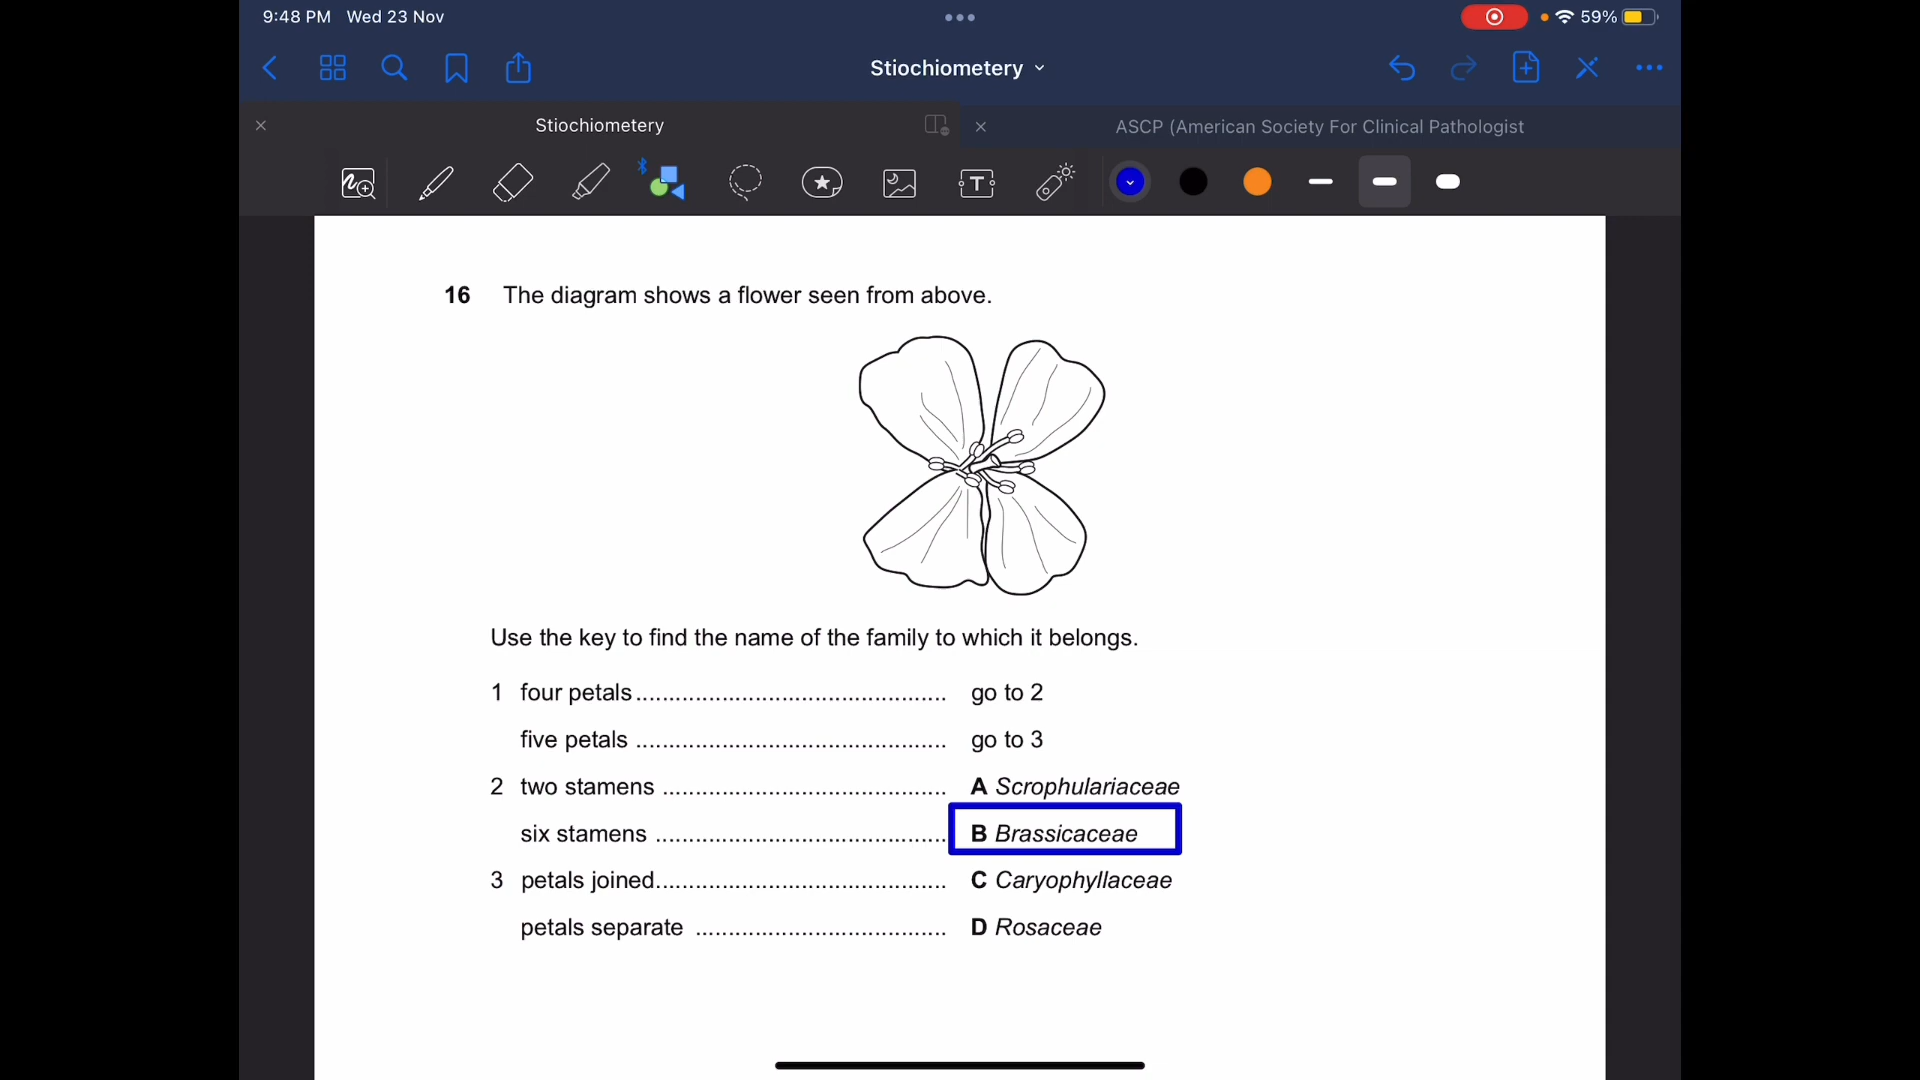 9:48 PM Wed 23 Nov
59%
Stiochiometery
Stiochiometery
ASCP (American Society For Clinical Pathologist
T
16 The diagram shows a flower seen from above.
Use the key to find the name of the family to which it belongs.
1 four petals ............................................... go to 2
five petals ............................................... go to 3
2 two stamens ........................................... A Scrophulariaceae
six stamens ............................................ B Brassicaceae
3 petals joined............................................ C Caryophyllaceae
petals separate ...................................... D Rosaceae